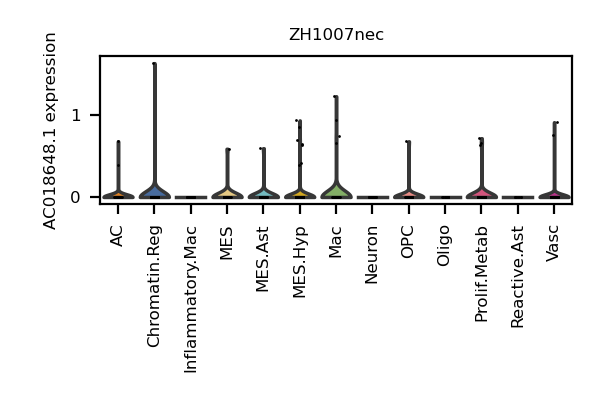 ZH1007nec
AC018648.1 expression
1
0
AC
Chromatin.Reg
Inflammatory.Mac
MES
MES.Ast
MES.Hyp
Mac
Neuron
OPC
Oligo
Prolif.Metab
Reactive.Ast
Vasc